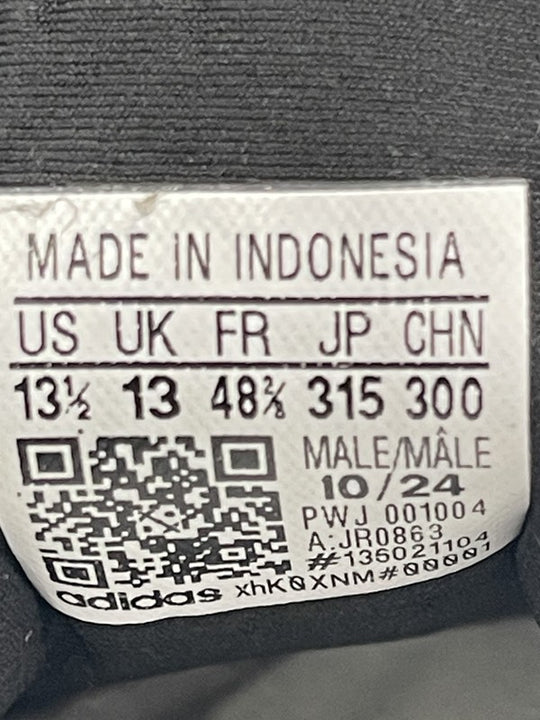 MADE IN INDONESIA
US UK FR JP CHN
13½ 13 48⅔ 315 300
MALE/MÂLE
10/24
PWJ 001004
A:JR0863
#136021104
adidas xhK0XNM#00001